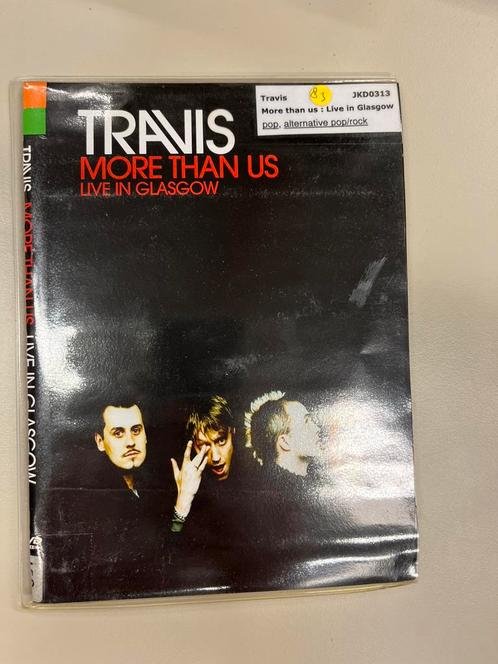 Travis 83 JKD0313
More than us : Live in Glasgow
pop, alternative pop/rock
TRAVIS
MORE THAN US
LIVE IN GLASGOW
TRAVIS MORE THAN US LIVE IN GLASGOW